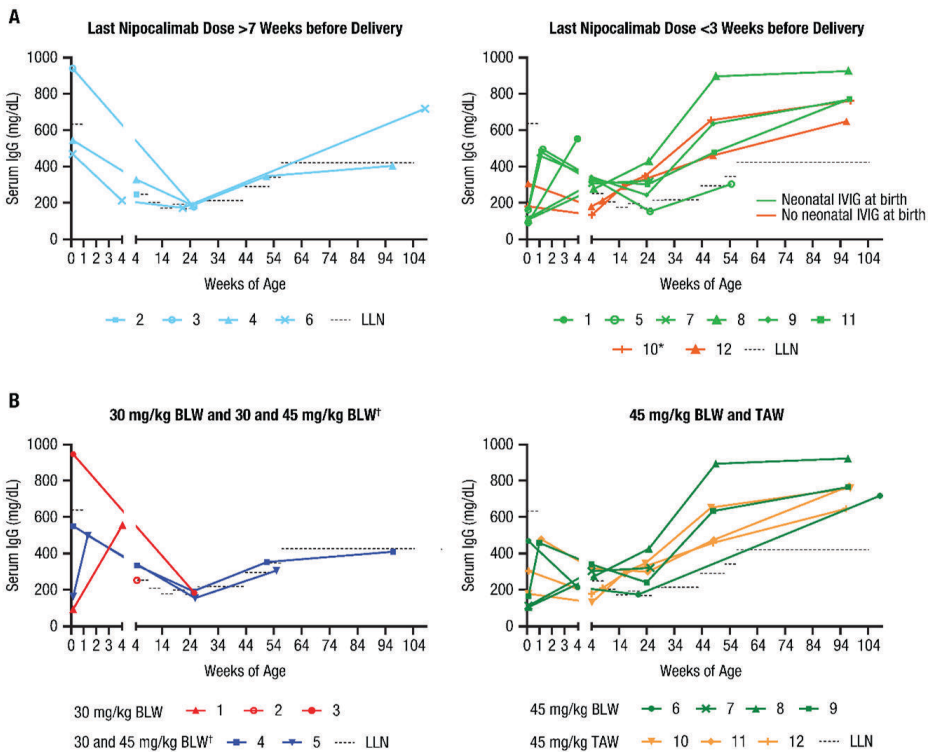 A
Last Nipocalimab Dose >7 Weeks before Delivery
Serum IgG (mg/dL)
1000
800
600
400
200
0
0 1 2 3 4 4 14 24 34 44 54 64 74 84 94 104
Weeks of Age
2 3 4 6 LLN
Last Nipocalimab Dose <3 Weeks before Delivery
Serum IgG (mg/dL)
1000
800
600
400
200
0
Neonatal IVIG at birth
No neonatal IVIG at birth
0 1 2 3 4 4 14 24 34 44 54 64 74 84 94 104
Weeks of Age
1 5 7 8 9 11
10* 12 LLN
B
30 mg/kg BLW and 30 and 45 mg/kg BLW†
Serum IgG (mg/dL)
1000
800
600
400
200
0
0 1 2 3 4 4 14 24 34 44 54 64 74 84 94 104
Weeks of Age
30 mg/kg BLW 1 2 3
30 and 45 mg/kg BLW† 4 5 LLN
45 mg/kg BLW and TAW
Serum IgG (mg/dL)
1000
800
600
400
200
0
0 1 2 3 4 4 14 24 34 44 54 64 74 84 94 104
Weeks of Age
45 mg/kg BLW 6 7 8 9
45 mg/kg TAW 10 11 12 LLN